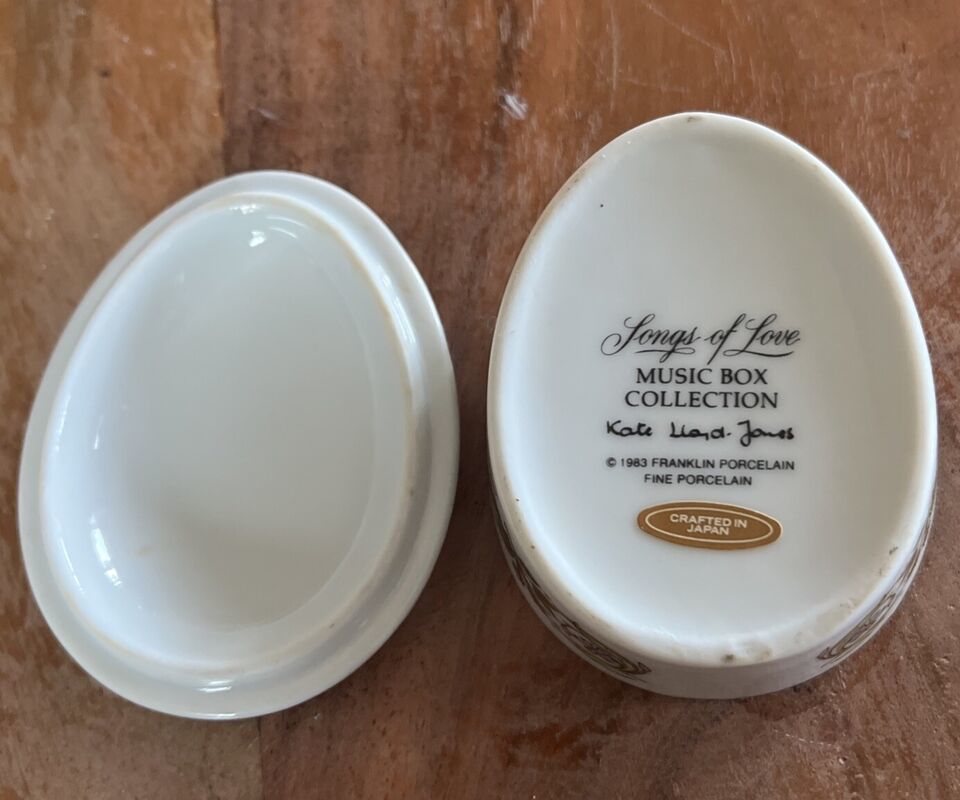 Songs of Love
MUSIC BOX
COLLECTION
Kate Lloyd-Jones
© 1983 FRANKLIN PORCELAIN
FINE PORCELAIN
CRAFTED IN
JAPAN